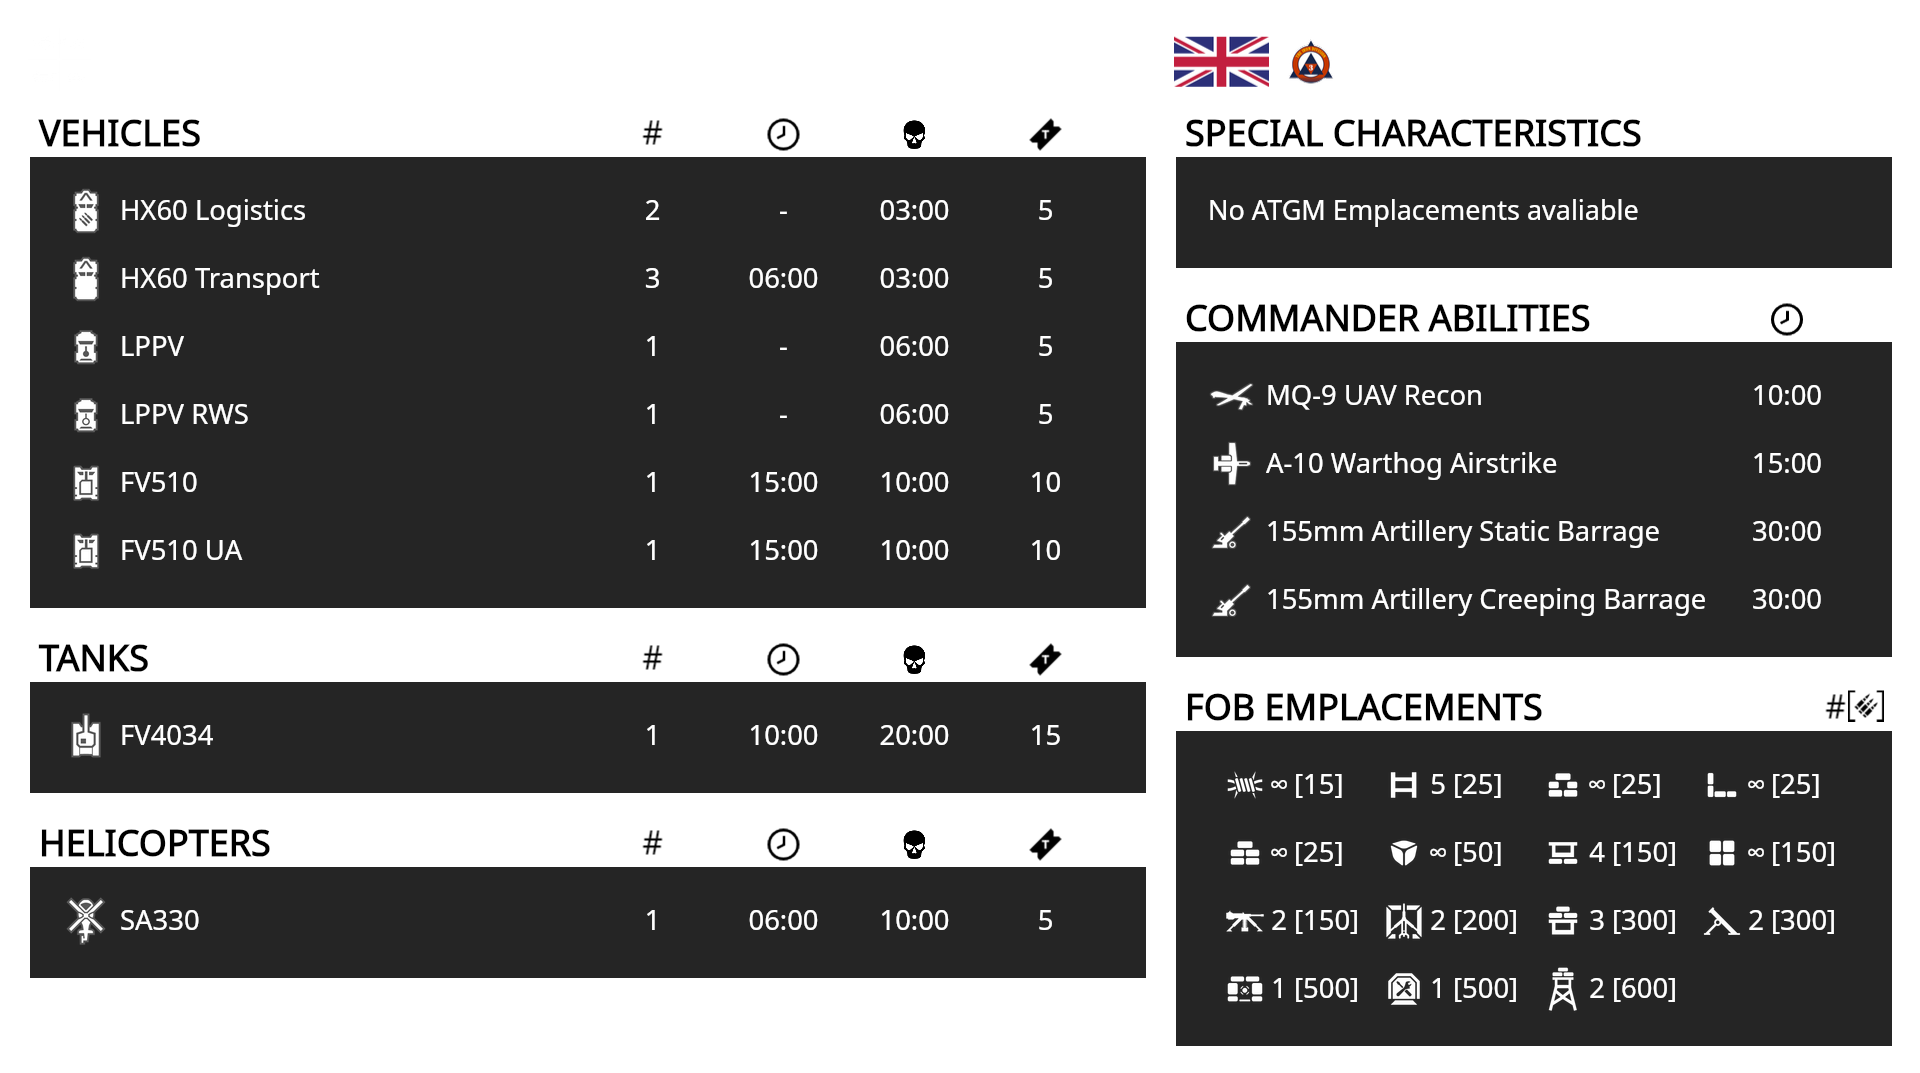 VEHICLES #
HX60 Logistics 2 - 03:00 5
HX60 Transport 3 06:00 03:00 5
LPPV 1 - 06:00 5
LPPV RWS 1 - 06:00 5
FV510 1 15:00 10:00 10
FV510 UA 1 15:00 10:00 10
TANKS #
FV4034 1 10:00 20:00 15
HELICOPTERS #
SA330 1 06:00 10:00 5
SPECIAL CHARACTERISTICS
No ATGM Emplacements avaliable
COMMANDER ABILITIES
MQ-9 UAV Recon 10:00
A-10 Warthog Airstrike 15:00
155mm Artillery Static Barrage 30:00
155mm Artillery Creeping Barrage 30:00
FOB EMPLACEMENTS #[]
∞ [15] 5 [25] ∞ [25] ∞ [25]
∞ [25] ∞ [50] 4 [150] ∞ [150]
2 [150] 2 [200] 3 [300] 2 [300]
1 [500] 1 [500] 2 [600]